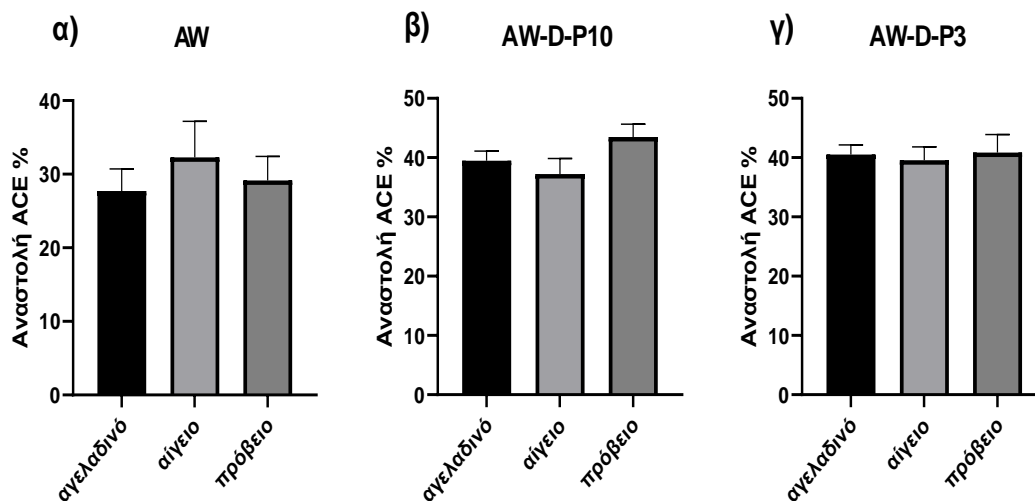 α)
AW
Αναστολή ACE %
40
30
20
10
0
αγελαδινό
αίγειο
πρόβειο
β)
AW-D-P10
Αναστολή ACE %
50
40
30
20
10
0
αγελαδινό
αίγειο
πρόβειο
γ)
AW-D-P3
Αναστολή ACE %
50
40
30
20
10
0
αγελαδινό
αίγειο
πρόβειο